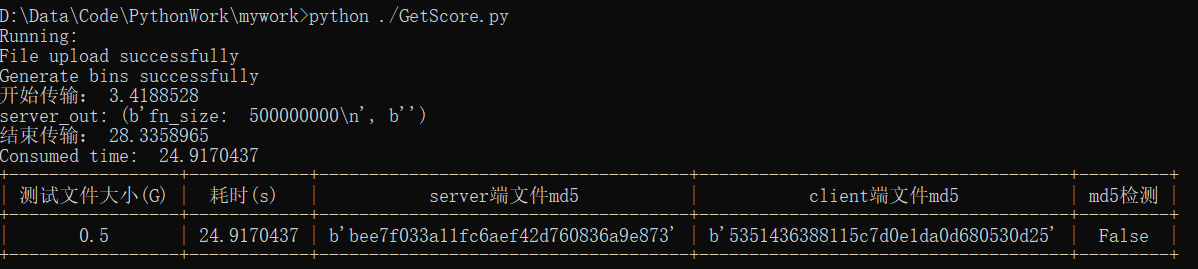 D:\Data\Code\PythonWork\mywork>python ./GetScore.py
Running:
File upload successfully
Generate bins successfully
开始传输： 3.4188528
server_out: (b'fn_size:  500000000\n', b'')
结束传输： 28.3358965
Consumed time:  24.9170437
测试文件大小(G) | 耗时(s) | server端文件md5 | client端文件md5 | md5检测
0.5 | 24.9170437 | b'bee7f033a11fc6aef42d760836a9e873' | b'5351436388115c7d0e1da0d680530d25' | False